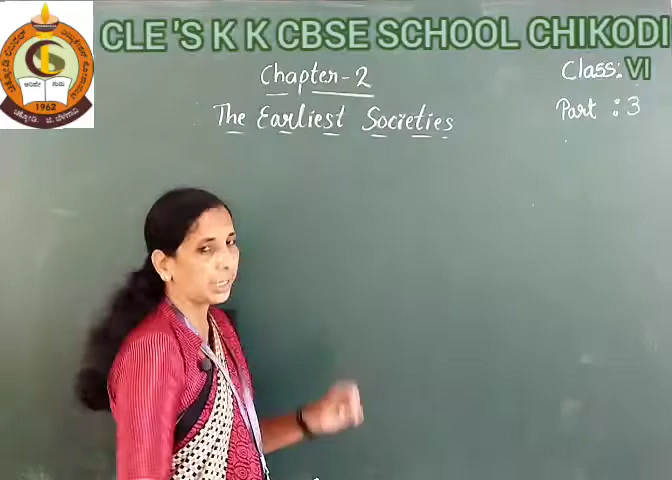 CLE'S K K CBSE SCHOOL CHIKODI
Chapter-2
Class: VI
The Earliest Societies
Part : 3
1962